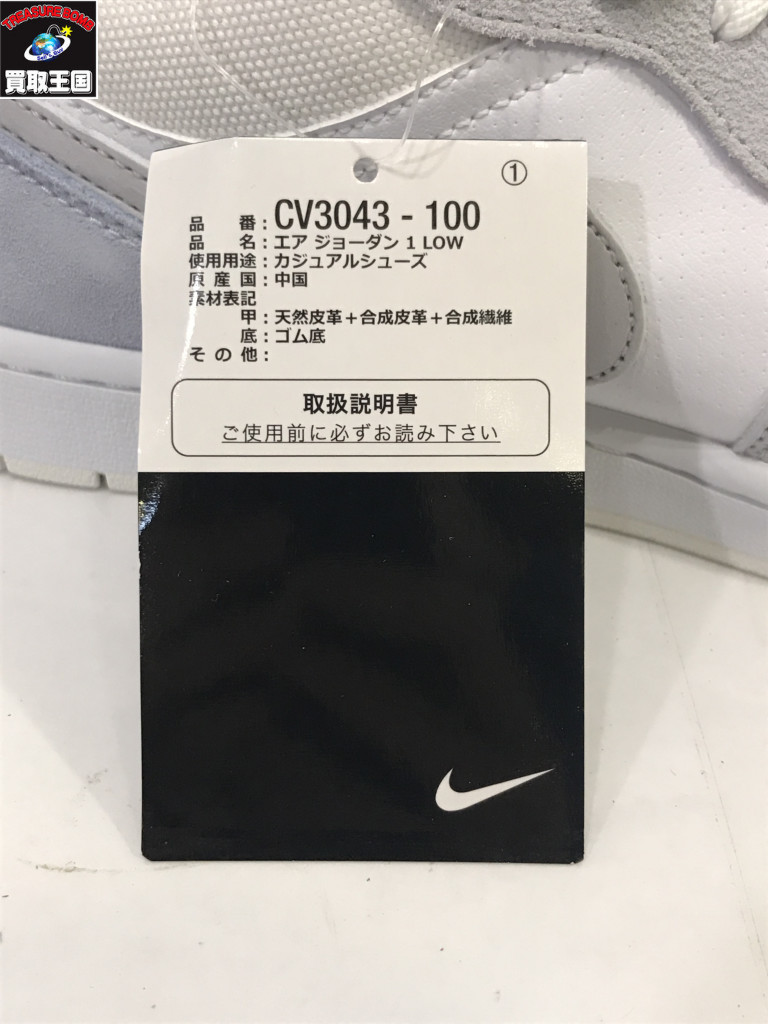 TREASURE BOMB
買取王国
①
品番：CV3043 - 100
品名：エア ジョーダン 1 LOW
使用用途：カジュアルシューズ
原産国：中国
素材表記
甲：天然皮革＋合成皮革＋合成繊維
底：ゴム底
その他：
取扱説明書
ご使用前に必ずお読み下さい